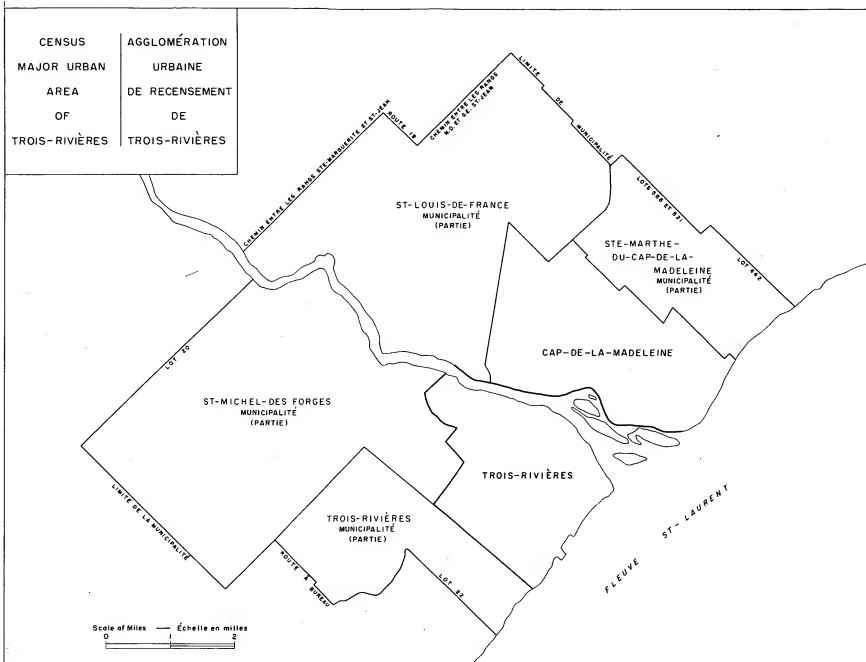 CENSUS
MAJOR URBAN
AREA
OF
TROIS-RIVIÈRES
AGGLOMÉRATION
URBAINE
DE RECENSEMENT
DE
TROIS-RIVIÈRES
CHEMIN ENTRE LES RANGS STE-MARGUERITE ET ST-JEAN
ROUTE 19
CHEMIN ENTRE LES RANGS
N.O. ET S.E. ST-JEAN
LIMITE DE MUNICIPALITÉ
LOTS 586 ET 621
LOT 442
ST-LOUIS-DE-FRANCE
MUNICIPALITÉ
(PARTIE)
STE-MARTHE-
DU-CAP-DE-LA-
MADELEINE
MUNICIPALITÉ
(PARTIE)
CAP-DE-LA-MADELEINE
LOT 20
ST-MICHEL-DES FORGES
MUNICIPALITÉ
(PARTIE)
TROIS-RIVIÈRES
LIMITE DE LA MUNICIPALITÉ
TROIS-RIVIÈRES
MUNICIPALITÉ
(PARTIE)
ROUTE À BUREAU
LOT 22
FLEUVE ST-LAURENT
Scale of Miles — Échelle en milles
0 1 2